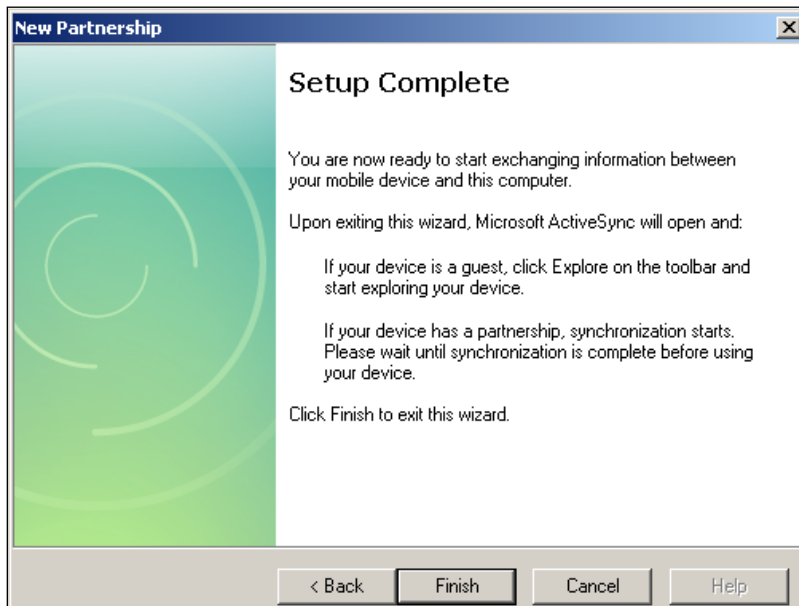 New Partnership
Setup Complete
You are now ready to start exchanging information between
your mobile device and this computer.
Upon exiting this wizard, Microsoft ActiveSync will open and:
If your device is a guest, click Explore on the toolbar and
start exploring your device.
If your device has a partnership, synchronization starts.
Please wait until synchronization is complete before using
your device.
Click Finish to exit this wizard.
< Back Finish Cancel Help